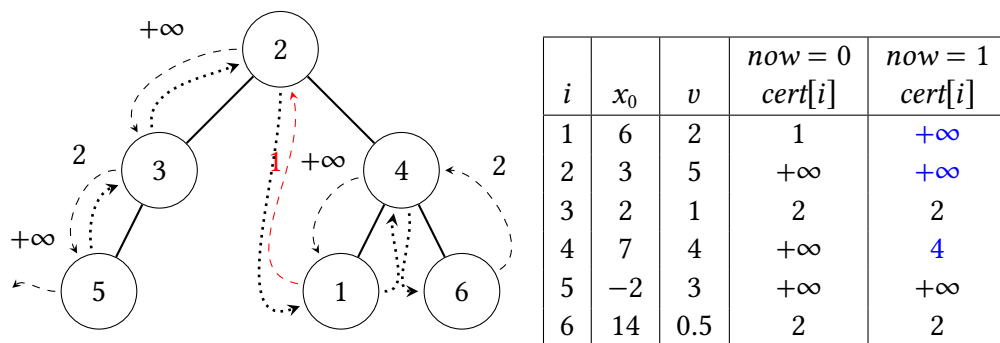 +∞
2
2
3
1
+∞
4
2
+∞
5
1
6
now = 0 now = 1
i x₀ v cert[i] cert[i]
1 6 2 1 +∞
2 3 5 +∞ +∞
3 2 1 2 2
4 7 4 +∞ 4
5 −2 3 +∞ +∞
6 14 0.5 2 2